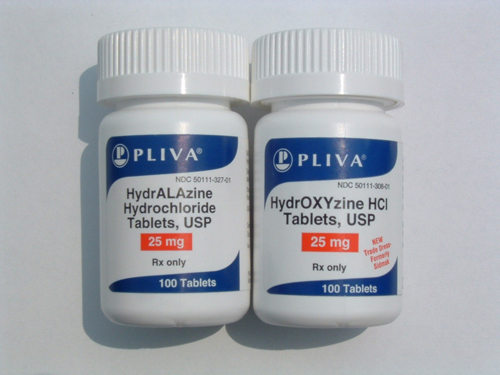 PLIVA®
NDC 50111-327-01
HydrALAzine
Hydrochloride
Tablets, USP
25 mg
Rx only
100 Tablets
PLIVA®
NDC 50111-308-01
HydrOXYzine HCl
Tablets, USP
25 mg
NEW
Trade Dress
Formerly
Sidmak
Rx only
100 Tablets